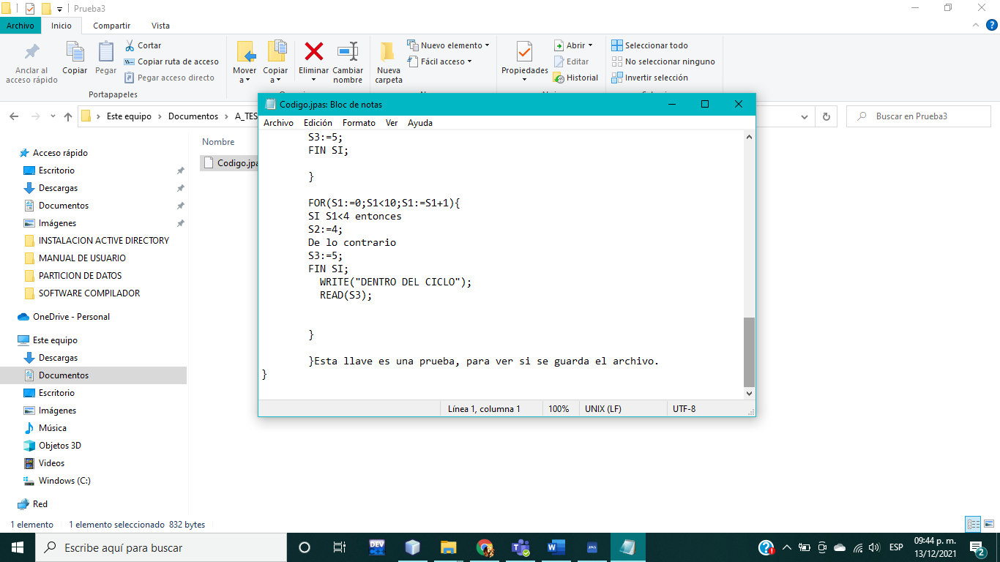 Prueba3
Archivo Inicio Compartir Vista
Anclar al acceso rápido
Copiar
Pegar
Cortar
Copiar ruta de acceso
Pegar acceso directo
Portapapeles
Mover a
Copiar a
Eliminar
Cambiar nombre
Nueva carpeta
Nuevo elemento
Fácil acceso
Propiedades
Abrir
Editar
Historial
Seleccionar todo
No seleccionar ninguno
Invertir selección
Este equipo > Documentos > A_TES
Buscar en Prueba3
Nombre
Codigo.jpas
Acceso rápido
Escritorio
Descargas
Documentos
Imágenes
INSTALACION ACTIVE DIRECTORY
MANUAL DE USUARIO
PARTICION DE DATOS
SOFTWARE COMPILADOR
OneDrive - Personal
Este equipo
Descargas
Documentos
Escritorio
Imágenes
Música
Objetos 3D
Videos
Windows (C:)
Red
1 elemento 1 elemento seleccionado 832 bytes
Codigo.jpas: Bloc de notas
Archivo Edición Formato Ver Ayuda
S3:=5;
FIN SI;
}
FOR(S1:=0;S1<10;S1:=S1+1){
SI S1<4 entonces
S2:=4;
De lo contrario
S3:=5;
FIN SI;
WRITE("DENTRO DEL CICLO");
READ(S3);
}
}Esta llave es una prueba, para ver si se guarda el archivo.
}
Línea 1, columna 1 100% UNIX (LF) UTF-8
Escribe aquí para buscar
DEV
ESP
09:44 p. m.
13/12/2021
2